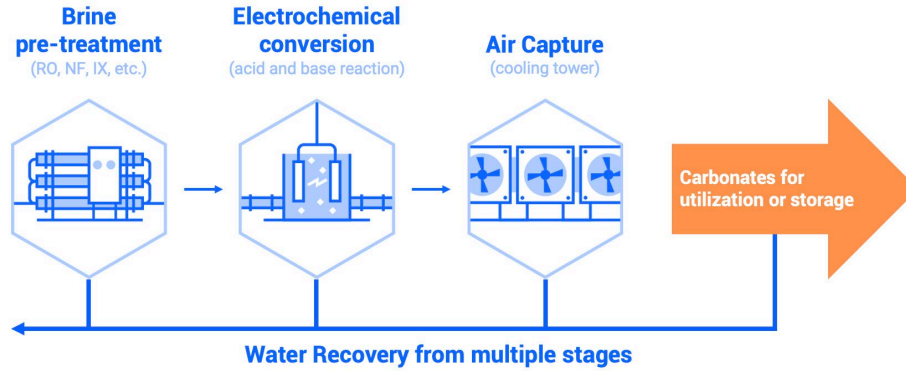 Brine
pre-treatment
(RO, NF, IX, etc.)
Electrochemical
conversion
(acid and base reaction)
Air Capture
(cooling tower)
Carbonates for
utilization or storage
Water Recovery from multiple stages